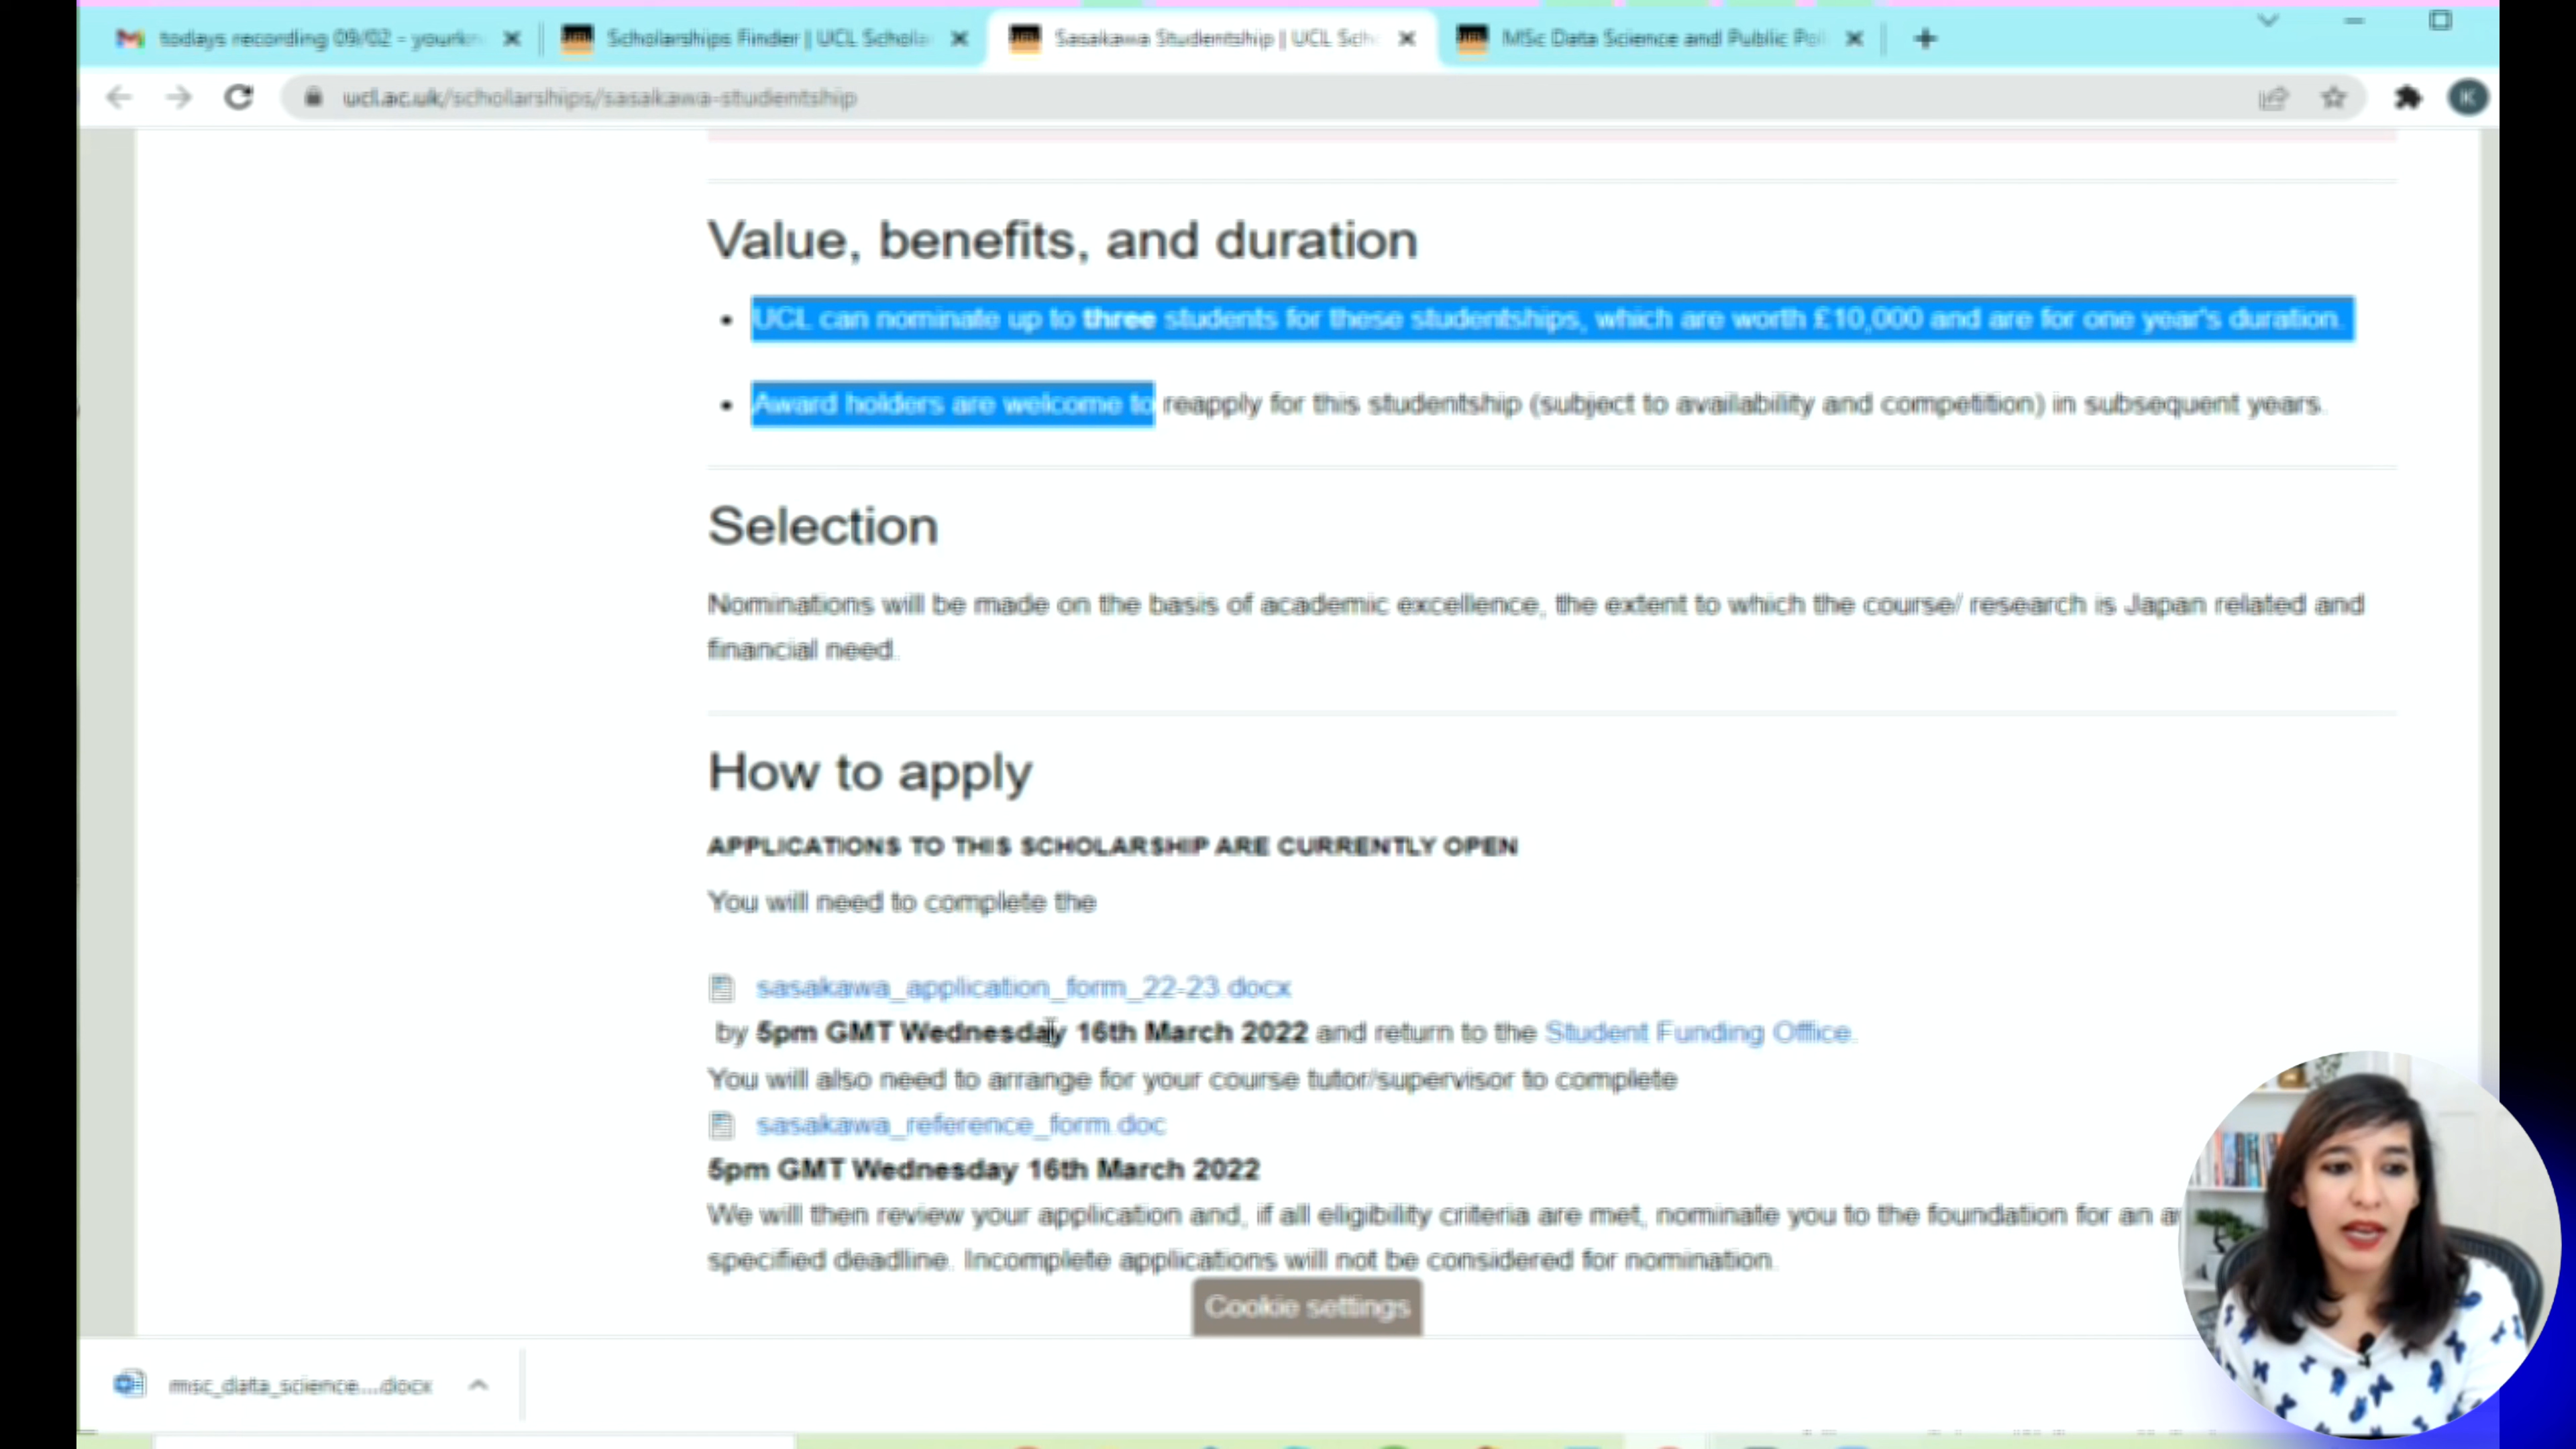 todays recording 09/02 - yourkn
Scholarships Finder | UCL Schola
Sasakawa Studentship | UCL Sch
MSc Data Science and Public Pol
ucl.ac.uk/scholarships/sasakawa-studentship
K
Value, benefits, and duration
• UCL can nominate up to three students for these studentships, which are worth £10,000 and are for one year's duration.
• Award holders are welcome to reapply for this studentship (subject to availability and competition) in subsequent years.
Selection
Nominations will be made on the basis of academic excellence, the extent to which the course/ research is Japan related and
financial need.
How to apply
APPLICATIONS TO THIS SCHOLARSHIP ARE CURRENTLY OPEN
You will need to complete the
sasakawa_application_form_22-23.docx
by 5pm GMT Wednesday 16th March 2022 and return to the Student Funding Office.
You will also need to arrange for your course tutor/supervisor to complete
sasakawa_reference_form.doc
5pm GMT Wednesday 16th March 2022
We will then review your application and, if all eligibility criteria are met, nominate you to the foundation for an
specified deadline. Incomplete applications will not be considered for nomination.
Cookie settings
msc_data_science....docx